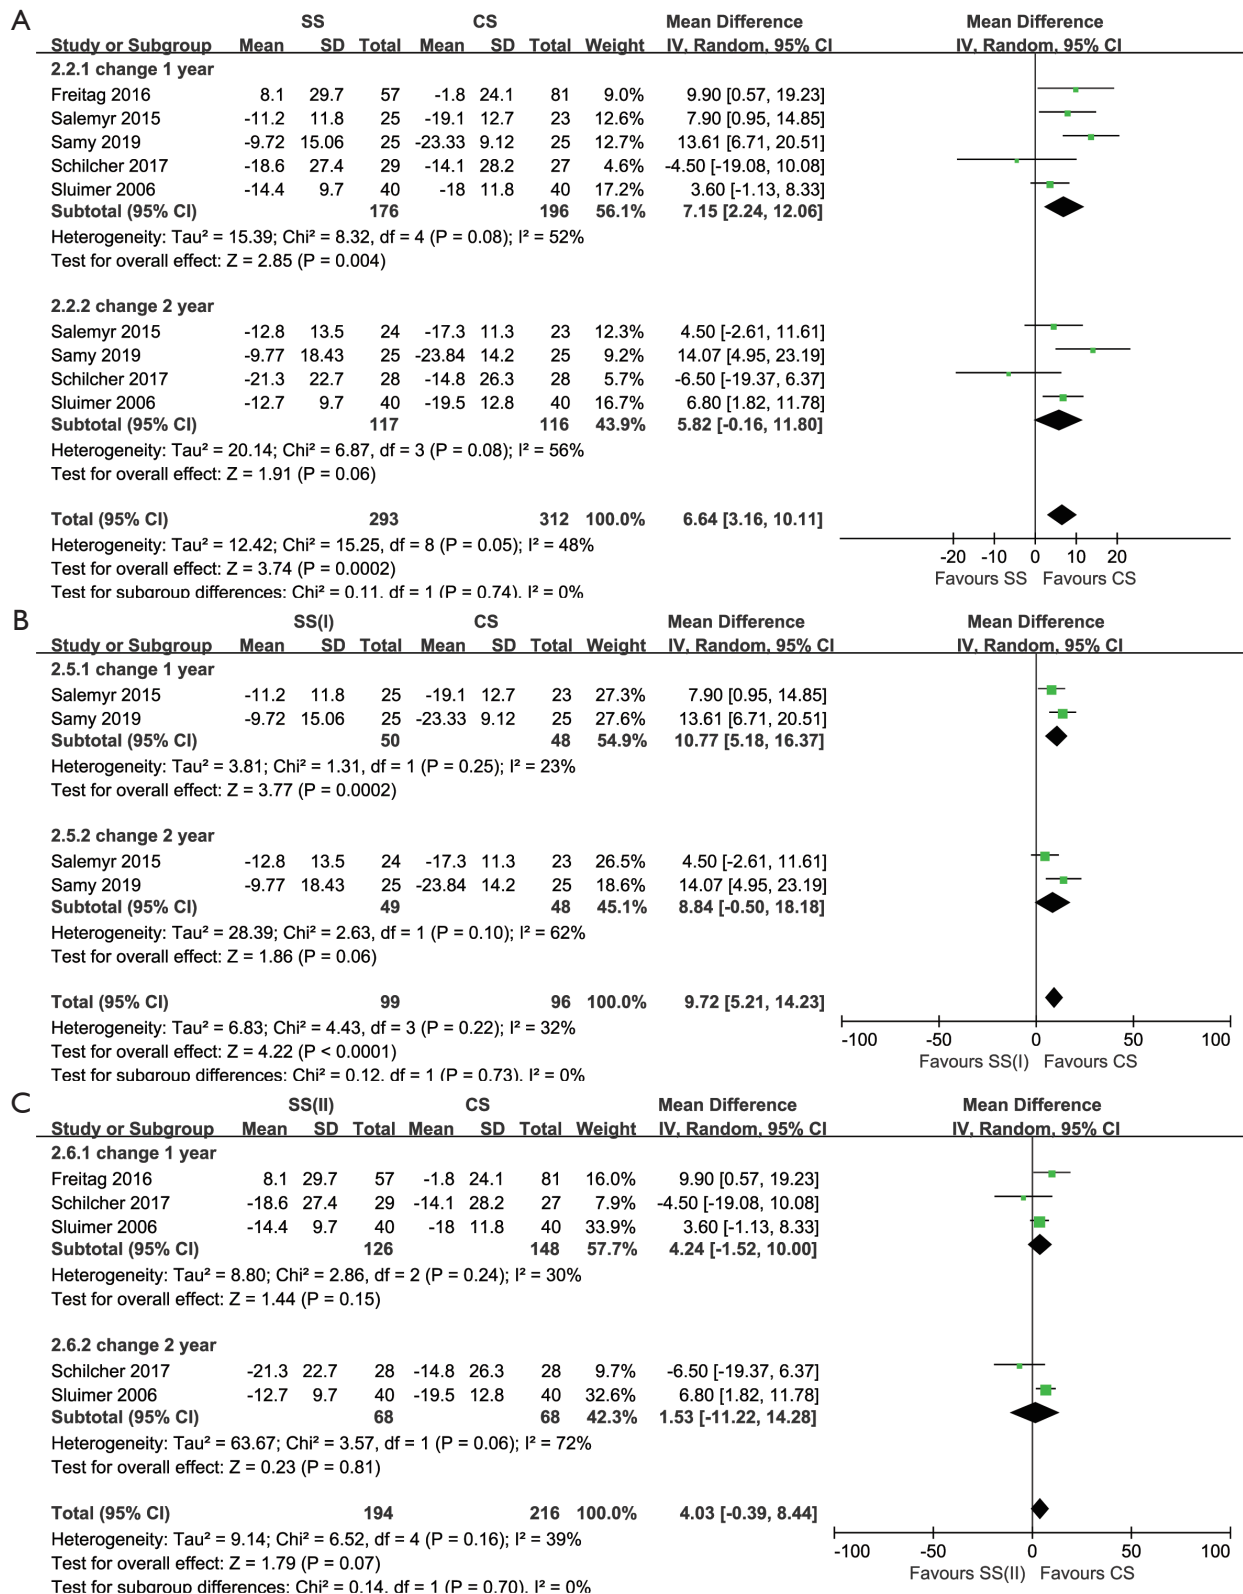 A
SS CS Mean Difference Mean Difference
Study or Subgroup Mean SD Total Mean SD Total Weight IV, Random, 95% CI IV, Random, 95% CI
2.2.1 change 1 year
Freitag 2016 8.1 29.7 57 -1.8 24.1 81 9.0% 9.90 [0.57, 19.23]
Salemyr 2015 -11.2 11.8 25 -19.1 12.7 23 12.6% 7.90 [0.95, 14.85]
Samy 2019 -9.72 15.06 25 -23.33 9.12 25 12.7% 13.61 [6.71, 20.51]
Schilcher 2017 -18.6 27.4 29 -14.1 28.2 27 4.6% -4.50 [-19.08, 10.08]
Sluimer 2006 -14.4 9.7 40 -18 11.8 40 17.2% 3.60 [-1.13, 8.33]
Subtotal (95% CI) 176 196 56.1% 7.15 [2.24, 12.06]
Heterogeneity: Tau² = 15.39; Chi² = 8.32, df = 4 (P = 0.08); I² = 52%
Test for overall effect: Z = 2.85 (P = 0.004)
2.2.2 change 2 year
Salemyr 2015 -12.8 13.5 24 -17.3 11.3 23 12.3% 4.50 [-2.61, 11.61]
Samy 2019 -9.77 18.43 25 -23.84 14.2 25 9.2% 14.07 [4.95, 23.19]
Schilcher 2017 -21.3 22.7 28 -14.8 26.3 28 5.7% -6.50 [-19.37, 6.37]
Sluimer 2006 -12.7 9.7 40 -19.5 12.8 40 16.7% 6.80 [1.82, 11.78]
Subtotal (95% CI) 117 116 43.9% 5.82 [-0.16, 11.80]
Heterogeneity: Tau² = 20.14; Chi² = 6.87, df = 3 (P = 0.08); I² = 56%
Test for overall effect: Z = 1.91 (P = 0.06)
Total (95% CI) 293 312 100.0% 6.64 [3.16, 10.11]
Heterogeneity: Tau² = 12.42; Chi² = 15.25, df = 8 (P = 0.05); I² = 48%
Test for overall effect: Z = 3.74 (P = 0.0002)
Test for subgroup differences: Chi² = 0.11, df = 1 (P = 0.74), I² = 0%
-20 -10 0 10 20
Favours SS Favours CS
B
SS(I) CS Mean Difference Mean Difference
Study or Subgroup Mean SD Total Mean SD Total Weight IV, Random, 95% CI IV, Random, 95% CI
2.5.1 change 1 year
Salemyr 2015 -11.2 11.8 25 -19.1 12.7 23 27.3% 7.90 [0.95, 14.85]
Samy 2019 -9.72 15.06 25 -23.33 9.12 25 27.6% 13.61 [6.71, 20.51]
Subtotal (95% CI) 50 48 54.9% 10.77 [5.18, 16.37]
Heterogeneity: Tau² = 3.81; Chi² = 1.31, df = 1 (P = 0.25); I² = 23%
Test for overall effect: Z = 3.77 (P = 0.0002)
2.5.2 change 2 year
Salemyr 2015 -12.8 13.5 24 -17.3 11.3 23 26.5% 4.50 [-2.61, 11.61]
Samy 2019 -9.77 18.43 25 -23.84 14.2 25 18.6% 14.07 [4.95, 23.19]
Subtotal (95% CI) 49 48 45.1% 8.84 [-0.50, 18.18]
Heterogeneity: Tau² = 28.39; Chi² = 2.63, df = 1 (P = 0.10); I² = 62%
Test for overall effect: Z = 1.86 (P = 0.06)
Total (95% CI) 99 96 100.0% 9.72 [5.21, 14.23]
Heterogeneity: Tau² = 6.83; Chi² = 4.43, df = 3 (P = 0.22); I² = 32%
Test for overall effect: Z = 4.22 (P < 0.0001)
Test for subgroup differences: Chi² = 0.12, df = 1 (P = 0.73), I² = 0%
-100 -50 0 50 100
Favours SS(I) Favours CS
C
SS(II) CS Mean Difference Mean Difference
Study or Subgroup Mean SD Total Mean SD Total Weight IV, Random, 95% CI IV, Random, 95% CI
2.6.1 change 1 year
Freitag 2016 8.1 29.7 57 -1.8 24.1 81 16.0% 9.90 [0.57, 19.23]
Schilcher 2017 -18.6 27.4 29 -14.1 28.2 27 7.9% -4.50 [-19.08, 10.08]
Sluimer 2006 -14.4 9.7 40 -18 11.8 40 33.9% 3.60 [-1.13, 8.33]
Subtotal (95% CI) 126 148 57.7% 4.24 [-1.52, 10.00]
Heterogeneity: Tau² = 8.80; Chi² = 2.86, df = 2 (P = 0.24); I² = 30%
Test for overall effect: Z = 1.44 (P = 0.15)
2.6.2 change 2 year
Schilcher 2017 -21.3 22.7 28 -14.8 26.3 28 9.7% -6.50 [-19.37, 6.37]
Sluimer 2006 -12.7 9.7 40 -19.5 12.8 40 32.6% 6.80 [1.82, 11.78]
Subtotal (95% CI) 68 68 42.3% 1.53 [-11.22, 14.28]
Heterogeneity: Tau² = 63.67; Chi² = 3.57, df = 1 (P = 0.06); I² = 72%
Test for overall effect: Z = 0.23 (P = 0.81)
Total (95% CI) 194 216 100.0% 4.03 [-0.39, 8.44]
Heterogeneity: Tau² = 9.14; Chi² = 6.52, df = 4 (P = 0.16); I² = 39%
Test for overall effect: Z = 1.79 (P = 0.07)
Test for subgroup differences: Chi² = 0.14, df = 1 (P = 0.70), I² = 0%
-100 -50 0 50 100
Favours SS(II) Favours CS